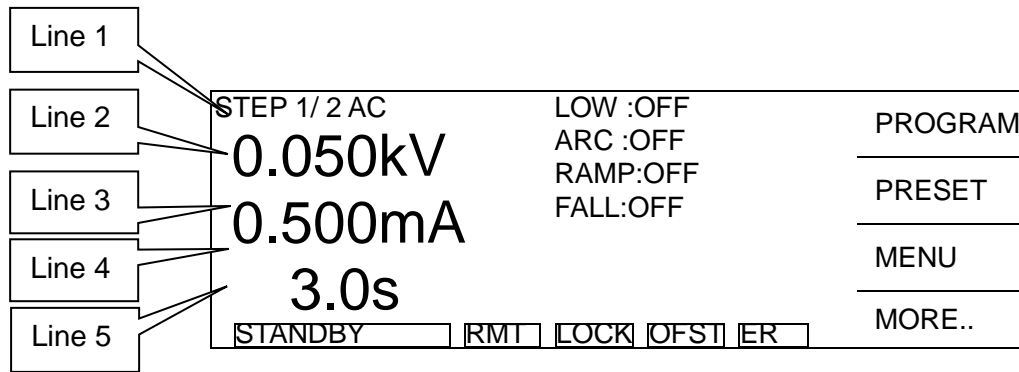 Line 1
Line 2
Line 3
Line 4
Line 5
STEP 1/ 2 AC
0.050kV
0.500mA
3.0s
LOW :OFF
ARC :OFF
RAMP:OFF
FALL:OFF
PROGRAM
PRESET
MENU
MORE..
STANDBY RMT LOCK OFST ER